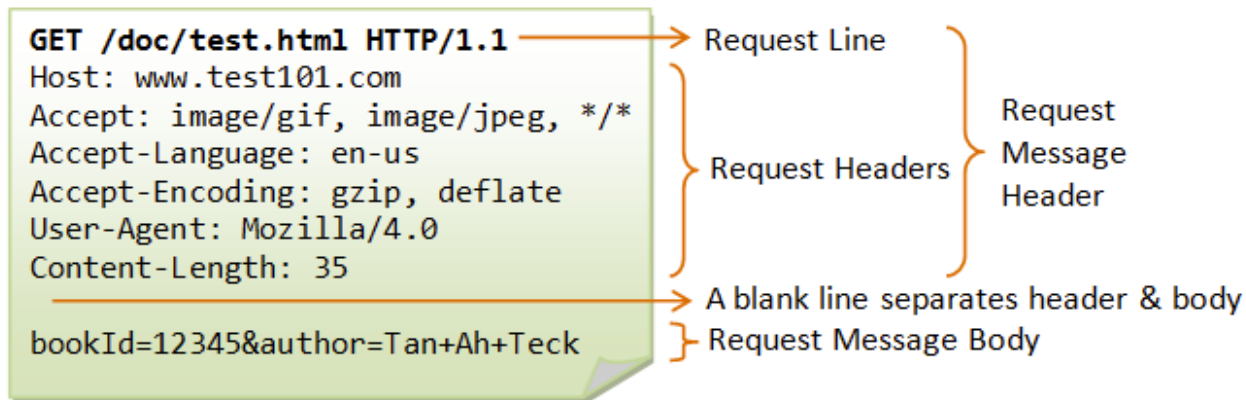 GET /doc/test.html HTTP/1.1
Host: www.test101.com
Accept: image/gif, image/jpeg, */*
Accept-Language: en-us
Accept-Encoding: gzip, deflate
User-Agent: Mozilla/4.0
Content-Length: 35
bookId=12345&author=Tan+Ah+Teck
Request Line
Request Headers
Request
Message
Header
A blank line separates header & body
Request Message Body